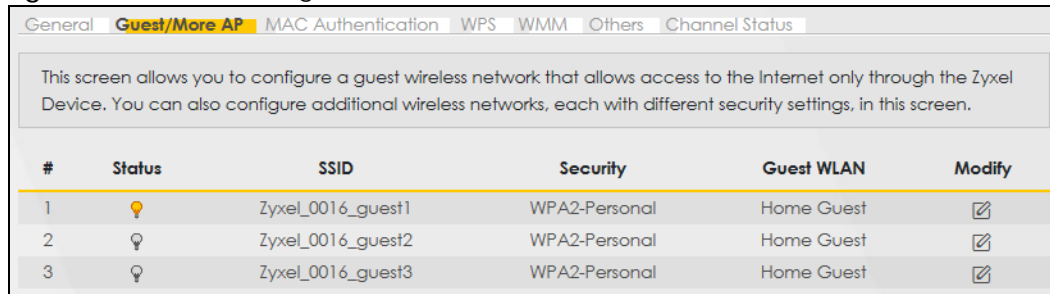 General Guest/More AP MAC Authentication WPS WMM Others Channel Status
This screen allows you to configure a guest wireless network that allows access to the Internet only through the Zyxel
Device. You can also configure additional wireless networks, each with different security settings, in this screen.
# Status SSID Security Guest WLAN Modify
1 Zyxel_0016_guest1 WPA2-Personal Home Guest
2 Zyxel_0016_guest2 WPA2-Personal Home Guest
3 Zyxel_0016_guest3 WPA2-Personal Home Guest